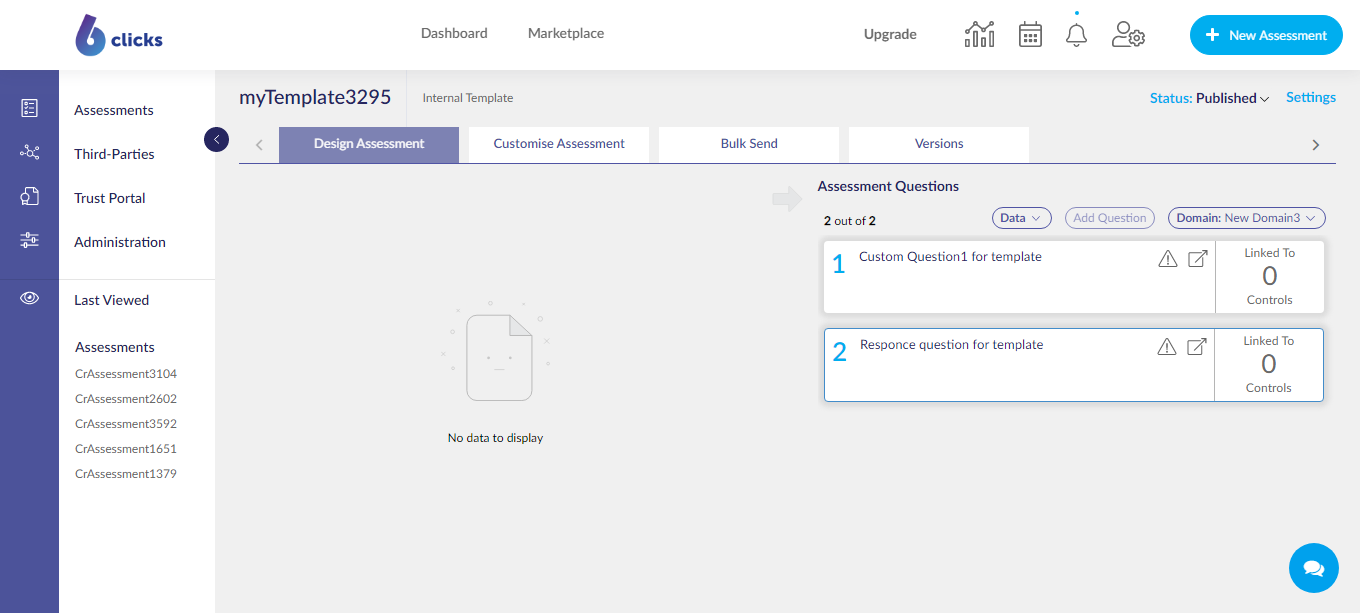 6clicks
Dashboard
Marketplace
Upgrade
+ New Assessment
Assessments
Third-Parties
Trust Portal
Administration
Last Viewed
Assessments
CrAssessment3104
CrAssessment2602
CrAssessment3592
CrAssessment1651
CrAssessment1379
myTemplate3295
Internal Template
Status: Published
Settings
Design Assessment
Customise Assessment
Bulk Send
Versions
No data to display
Assessment Questions
2 out of 2
Data
Add Question
Domain: New Domain3
1
Custom Question1 for template
Linked To
0
Controls
2
Responce question for template
Linked To
0
Controls